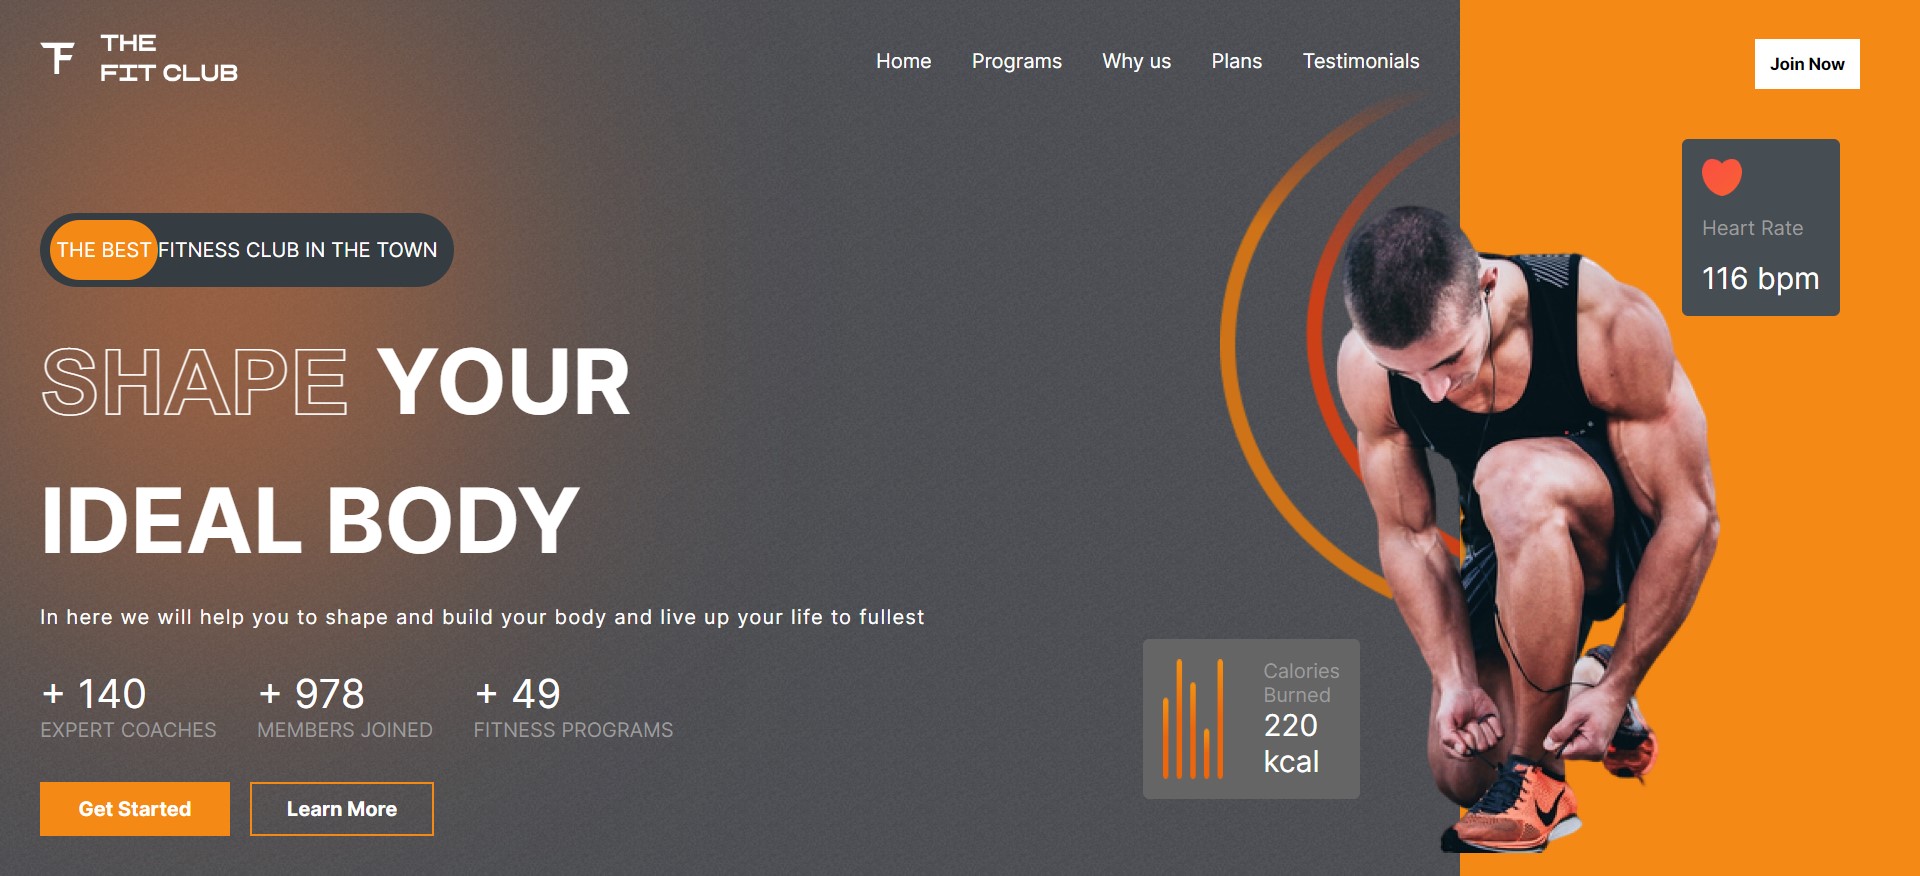 THE
FIT CLUB
Home Programs Why us Plans Testimonials
Join Now
THE BEST FITNESS CLUB IN THE TOWN
SHAPE YOUR
IDEAL BODY
In here we will help you to shape and build your body and live up your life to fullest
+ 140 + 978 + 49
EXPERT COACHES MEMBERS JOINED FITNESS PROGRAMS
Get Started Learn More
Heart Rate
116 bpm
Calories
Burned
220
kcal